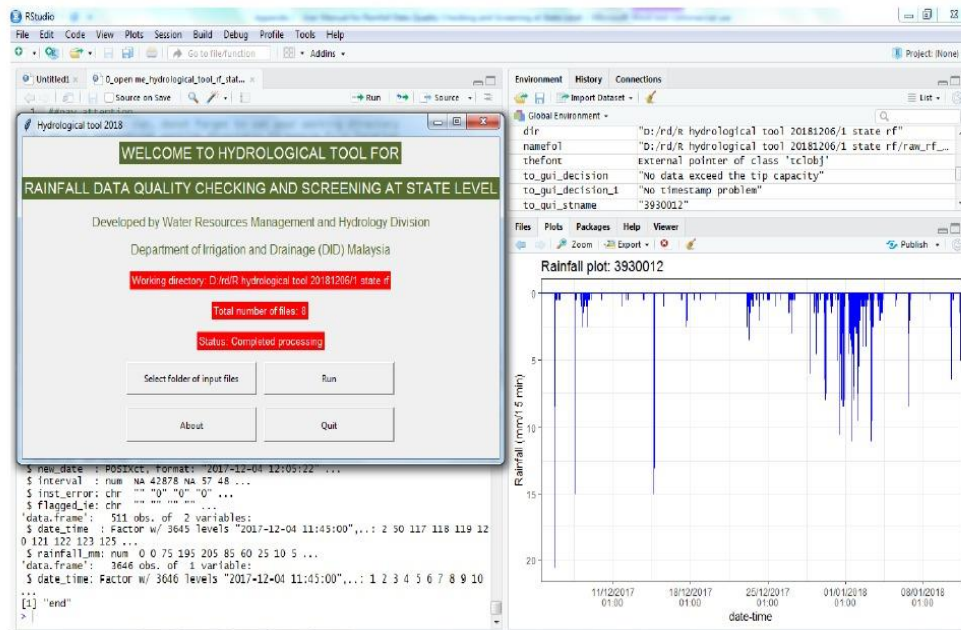 RStudio
File Edit Code View Plots Session Build Debug Profile Tools Help
Go to file/function
Addins
Project: (None)
Untitled1 × 0_open me_hydrological_tool_rf_stat... ×
Source on Save Run Source
Hydrological tool 2018
WELCOME TO HYDROLOGICAL TOOL FOR
RAINFALL DATA QUALITY CHECKING AND SCREENING AT STATE LEVEL
Developed by Water Resources Management and Hydrology Division
Department of Irrigation and Drainage (DID) Malaysia
Working directory: D:/rd/R hydrological tool 20181206/1 state rf
Total number of files: 8
Status: Completed processing
Select folder of input files Run
About Quit
$ new_date : POSIXct, format: "2017-12-04 12:05:22" ...
$ interval : num NA 42878 NA 57 48 ...
$ inst_error: chr "" "0" "0" "0" ...
$ flagged_ie: chr "" "" "" "" ...
'data.frame': 511 obs. of 2 variables:
$ date_time : Factor w/ 3645 levels "2017-12-04 11:45:00",..: 2 50 117 118 119 12
0 121 122 123 125 ...
$ rainfall_mm: num 0 0 75 195 205 85 60 25 10 5 ...
'data.frame': 3646 obs. of 1 variable:
$ date_time: Factor w/ 3646 levels "2017-12-04 11:45:00",..: 1 2 3 4 5 6 7 8 9 10
...
[1] "end"
>
Environment History Connections
Import Dataset
List
Global Environment
dir "D:/rd/R hydrological tool 20181206/1 state rf"
namefol "D:/rd/R hydrological tool 20181206/1 state rf/raw_rf_...
thefont External pointer of class 'tclobj'
to_gui_decision "No data exceed the tip capacity"
to_gui_decision_1 "No timestamp problem"
to_gui_stname "3930012"
Files Plots Packages Help Viewer
Zoom Export Publish
Rainfall plot: 3930012
Rainfall (mm/15 min)
0
5
10
15
20
11/12/2017 18/12/2017 25/12/2017 01/01/2018 08/01/2018
01:00 01:00 01:00 01:00 01:00
date-time